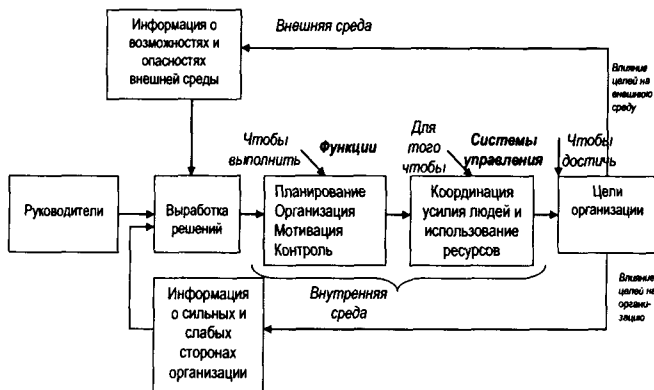 Информация о
возможностях и
опасностях
внешней среды
Внешняя среда
Влияние
целей на
внешнюю
среду
Чтобы
выполнить
Функции
Для
того
чтобы
Системы
управления
Чтобы
достичь
Руководители
Выработка
решений
Планирование
Организация
Мотивация
Контроль
Координация
усилия людей и
использование
ресурсов
Цели
организации
Информация
о сильных и
слабых
сторонах
организации
Внутренняя
среда
Влияние
целей на
органи-
зацию